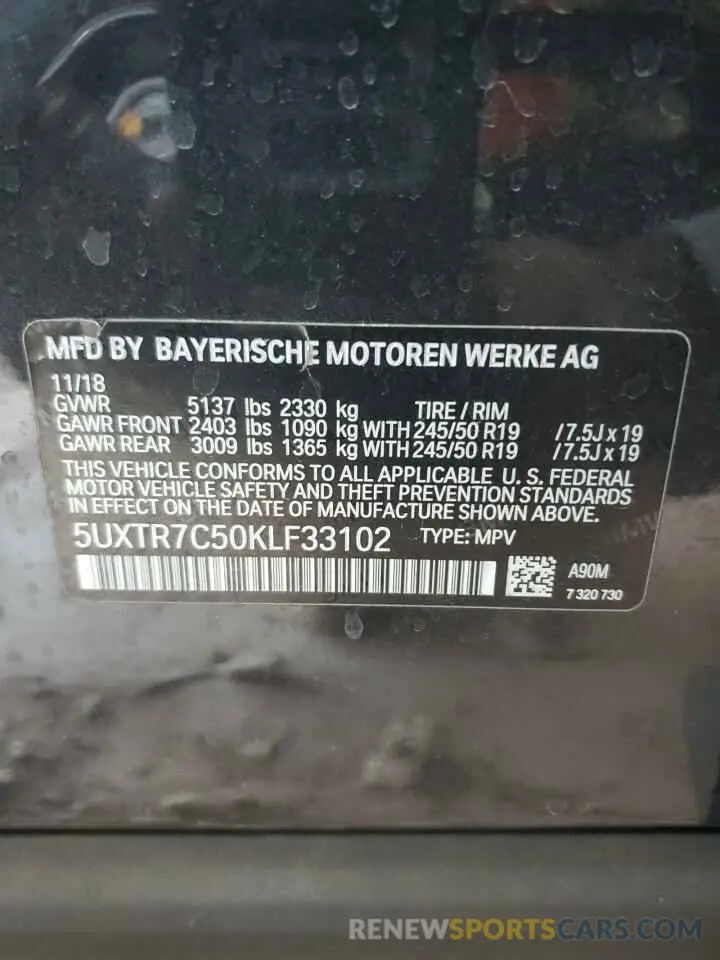 MFD BY BAYERISCHE MOTOREN WERKE AG
11/18
GVWR 5137 lbs 2330 kg TIRE / RIM
GAWR FRONT 2403 lbs 1090 kg WITH 245/50 R19 / 7.5J x 19
GAWR REAR 3009 lbs 1365 kg WITH 245/50 R19 / 7.5J x 19
THIS VEHICLE CONFORMS TO ALL APPLICABLE U. S. FEDERAL
MOTOR VEHICLE SAFETY AND THEFT PREVENTION STANDARDS
IN EFFECT ON THE DATE OF MANUFACTURE SHOWN ABOVE.
5UXTR7C50KLF33102 TYPE: MPV
A90M
7 320 730
RENEWSPORTSCARS.COM